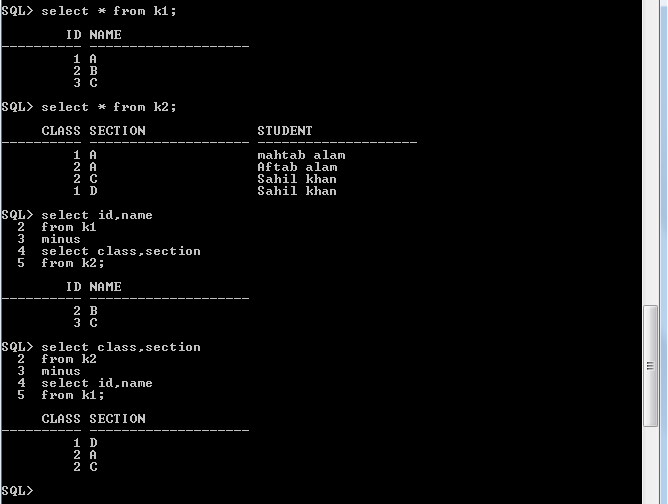 SQL> select * from k1;
ID NAME
---------- --------------------
1 A
2 B
3 C
SQL> select * from k2;
CLASS SECTION STUDENT
---------- -------------------- --------------------
1 A mahtab alam
2 A Aftab alam
2 C Sahil khan
1 D Sahil khan
SQL> select id,name
2 from k1
3 minus
4 select class,section
5 from k2;
ID NAME
---------- --------------------
2 B
3 C
SQL> select class,section
2 from k2
3 minus
4 select id,name
5 from k1;
CLASS SECTION
---------- --------------------
1 D
2 A
2 C
SQL>